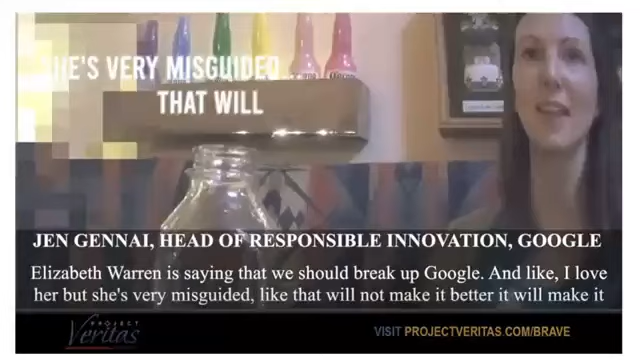 SHE'S VERY MISGUIDED...
THAT WILL
JEN GENNAI, HEAD OF RESPONSIBLE INNOVATION, GOOGLE
Elizabeth Warren is saying that we should break up Google. And like, I love
her but she's very misguided, like that will not make it better it will make it
PROJECT
Veritas
VISIT PROJECTVERITAS.COM/BRAVE